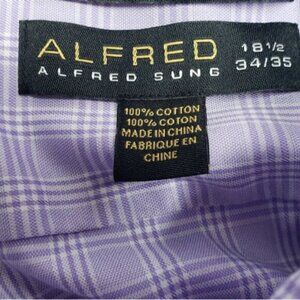 ALFRED 18 1/2
ALFRED SUNG 34/35
100% COTTON
100% COTON
MADE IN CHINA
FABRIQUE EN
CHINE